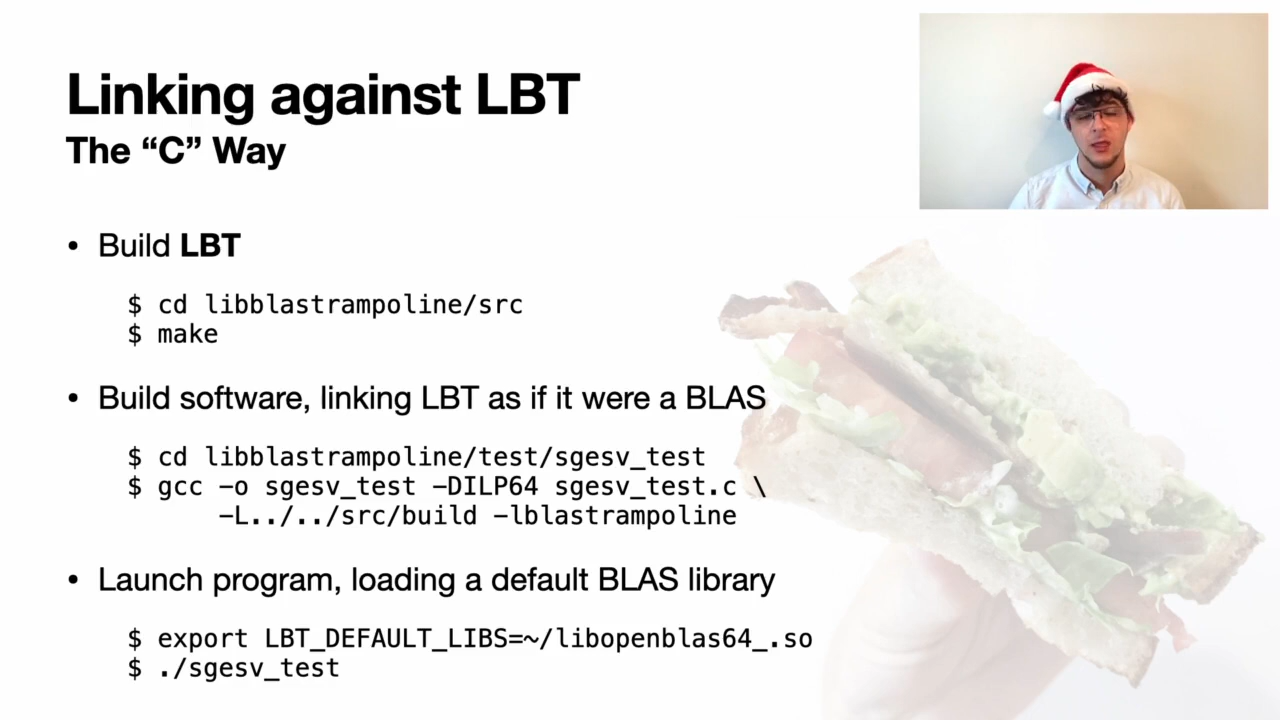 Linking against LBT
The “C” Way
• Build LBT
$ cd libblastrampoline/src
$ make
• Build software, linking LBT as if it were a BLAS
$ cd libblastrampoline/test/sgesv_test
$ gcc -o sgesv_test -DILP64 sgesv_test.c \
-L../../src/build -lblastrampoline
• Launch program, loading a default BLAS library
$ export LBT_DEFAULT_LIBS=~/libopenblas64_.so
$ ./sgesv_test